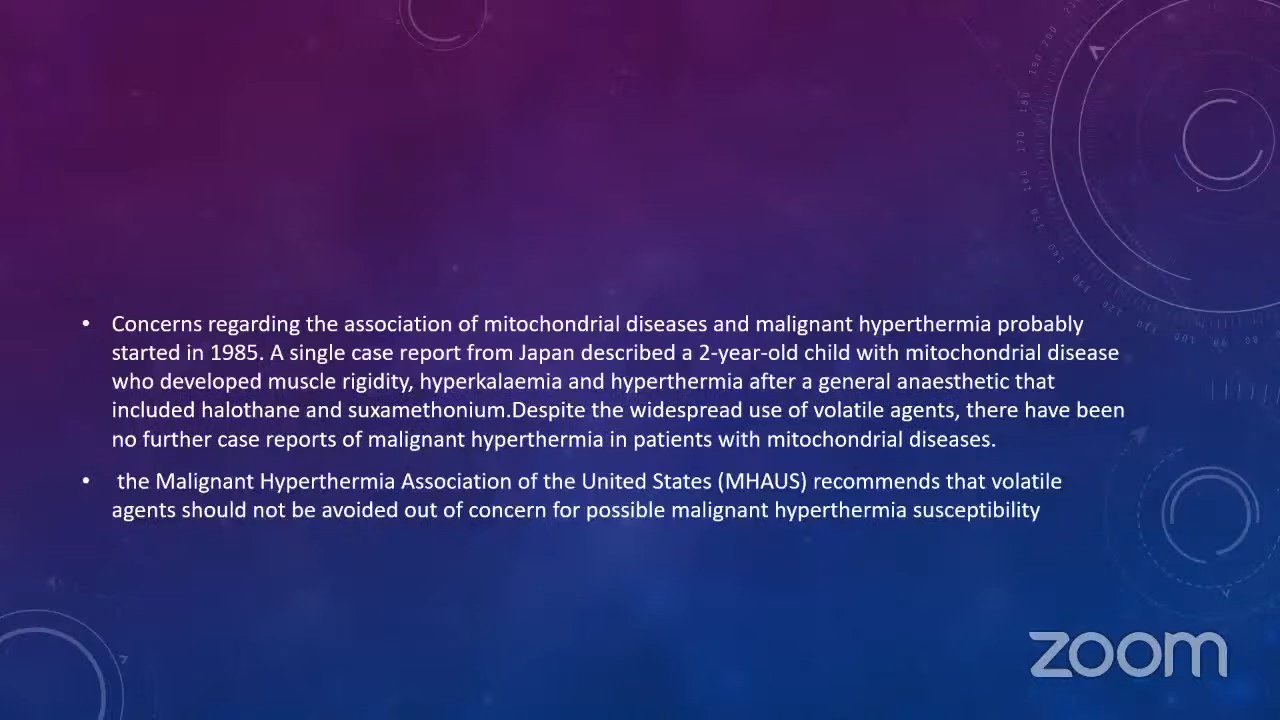 • Concerns regarding the association of mitochondrial diseases and malignant hyperthermia probably
started in 1985. A single case report from Japan described a 2-year-old child with mitochondrial disease
who developed muscle rigidity, hyperkalaemia and hyperthermia after a general anaesthetic that
included halothane and suxamethonium.Despite the widespread use of volatile agents, there have been
no further case reports of malignant hyperthermia in patients with mitochondrial diseases.
• the Malignant Hyperthermia Association of the United States (MHAUS) recommends that volatile
agents should not be avoided out of concern for possible malignant hyperthermia susceptibility
zoom